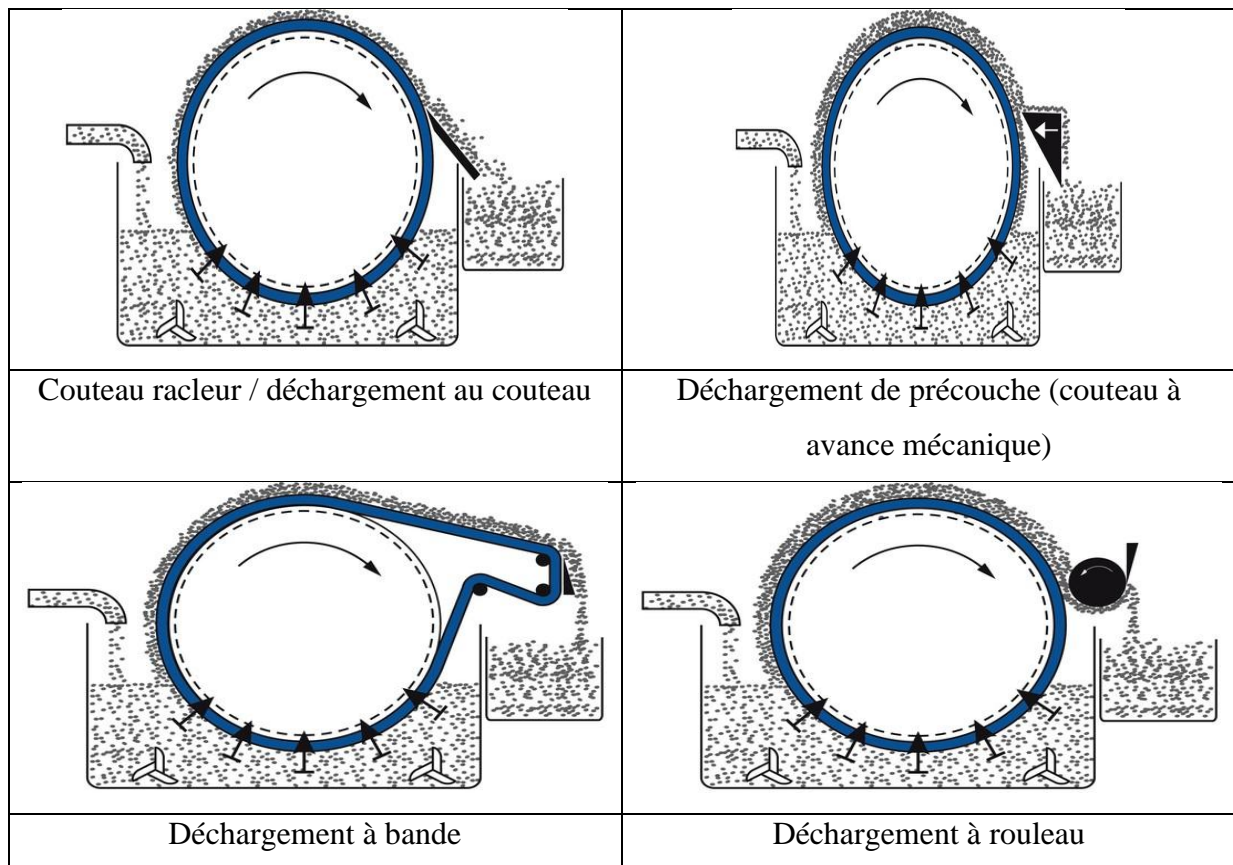 Couteau racleur / déchargement au couteau
Déchargement de précouche (couteau à
avance mécanique)
Déchargement à bande
Déchargement à rouleau